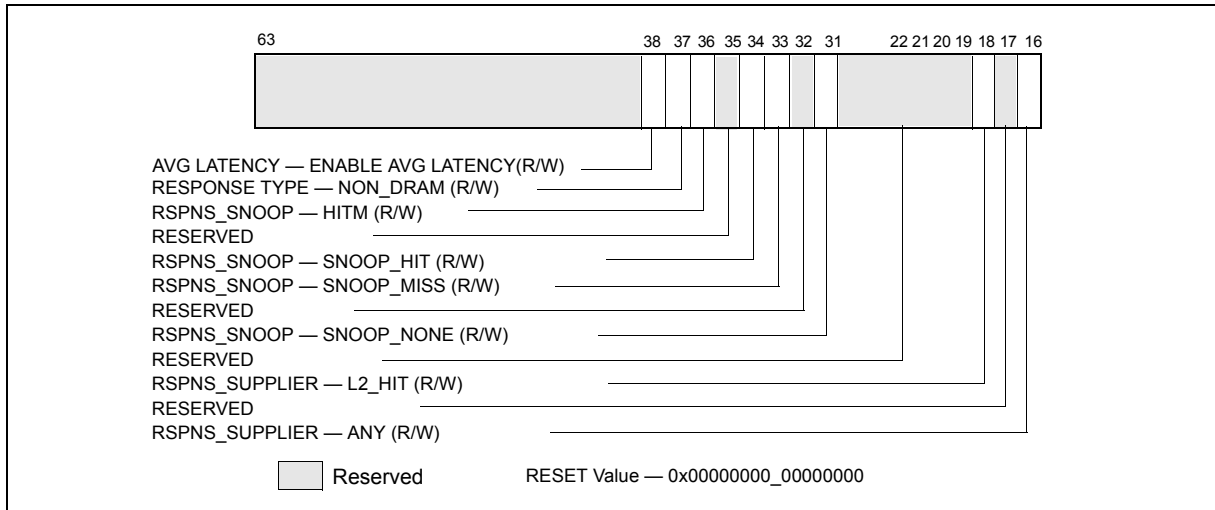 63 38 37 36 35 34 33 32 31 22 21 20 19 18 17 16
AVG LATENCY — ENABLE AVG LATENCY(R/W)
RESPONSE TYPE — NON_DRAM (R/W)
RSPNS_SNOOP — HITM (R/W)
RESERVED
RSPNS_SNOOP — SNOOP_HIT (R/W)
RSPNS_SNOOP — SNOOP_MISS (R/W)
RESERVED
RSPNS_SNOOP — SNOOP_NONE (R/W)
RESERVED
RSPNS_SUPPLIER — L2_HIT (R/W)
RESERVED
RSPNS_SUPPLIER — ANY (R/W)
Reserved RESET Value — 0x00000000_00000000